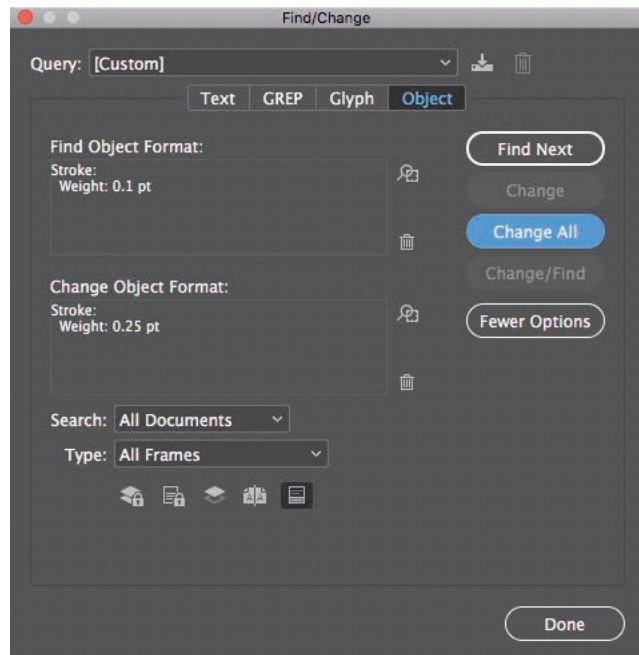 Find/Change
Query: [Custom]
Text GREP Glyph Object
Find Object Format:
Stroke:
Weight: 0.1 pt
Find Next
Change
Change All
Change/Find
Fewer Options
Change Object Format:
Stroke:
Weight: 0.25 pt
Search: All Documents
Type: All Frames
Done